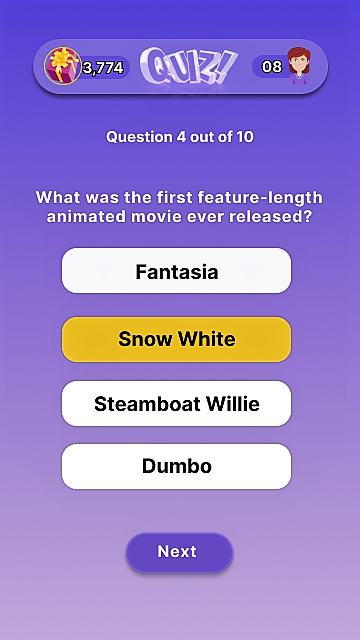 3,774
QUIZ!
08
Question 4 out of 10
What was the first feature-length
animated movie ever released?
Fantasia
Snow White
Steamboat Willie
Dumbo
Next